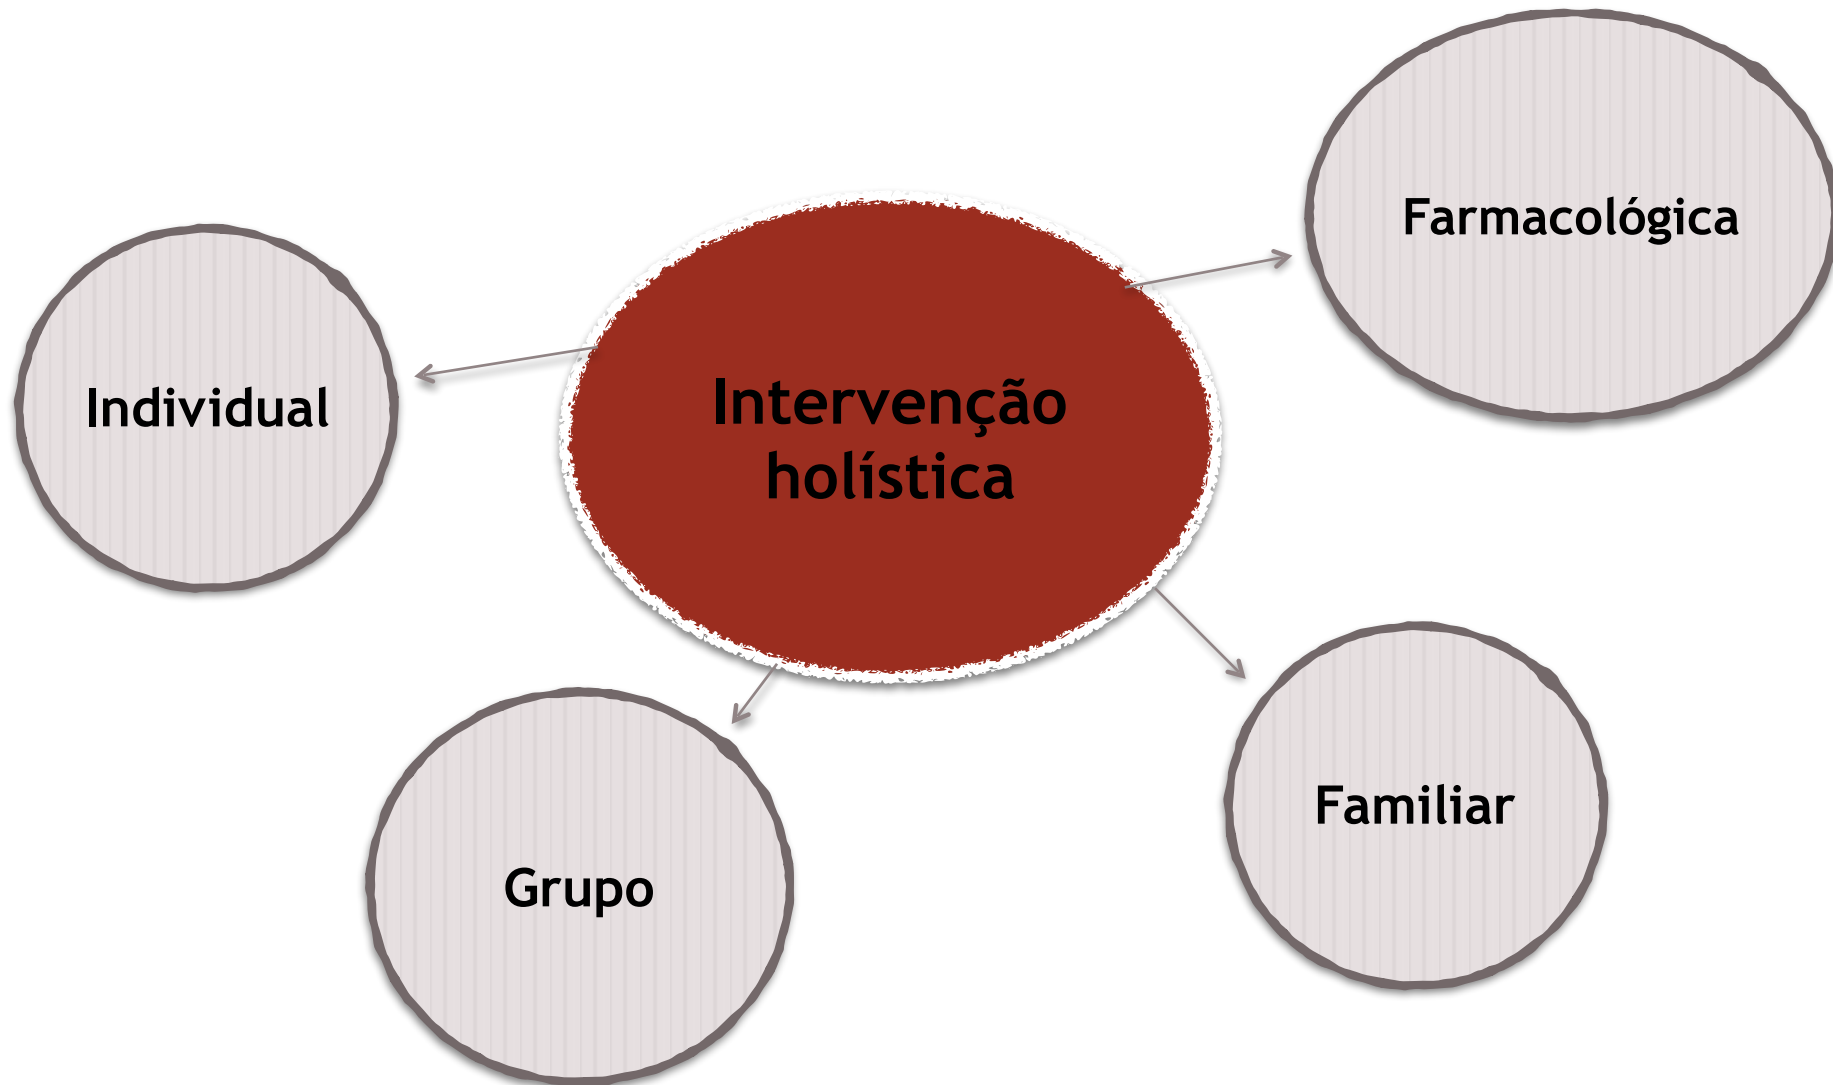 Farmacológica
Individual
Intervenção
holística
Familiar
Grupo